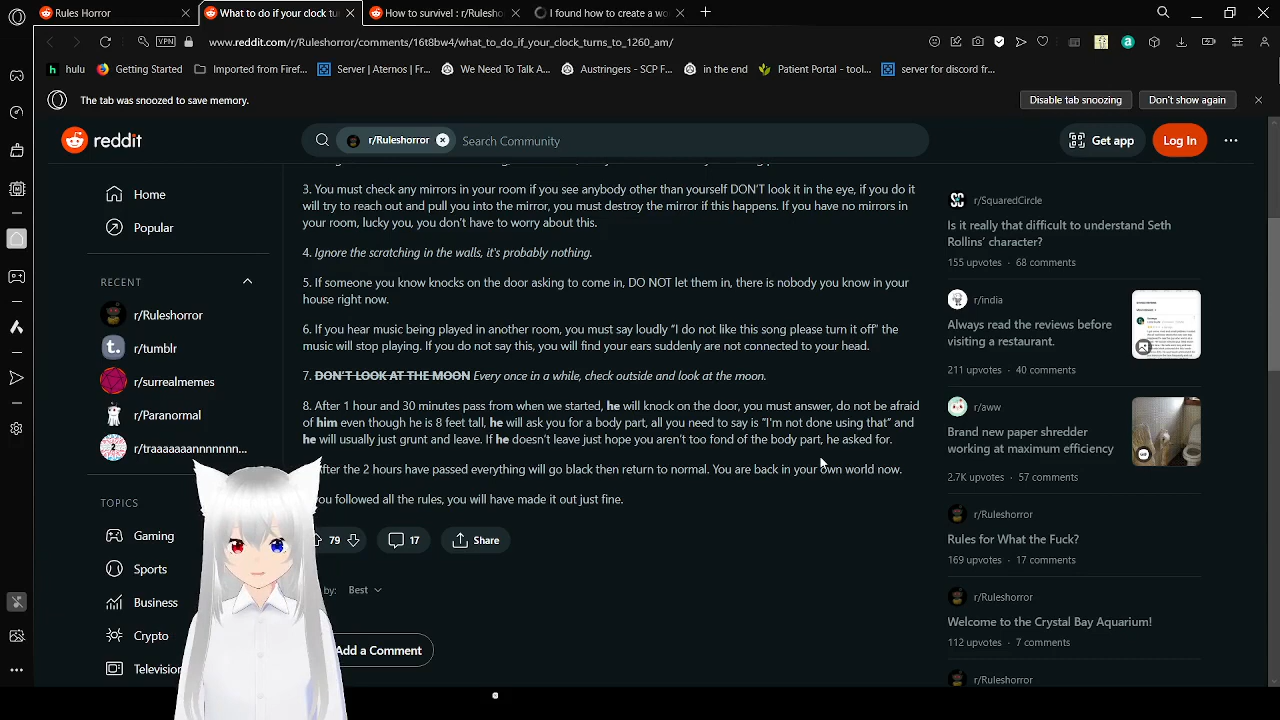 Rules Horror
What to do if your clock tu
How to survive! : r/Rulesho
I found how to create a wo
VPN
www.reddit.com/r/Ruleshorror/comments/16t8bw4/what_to_do_if_your_clock_turns_to_1260_am/
hulu
Getting Started
Imported from Firef...
Server | Aternos | Fr...
We Need To Talk A...
Austringers - SCP F...
in the end
Patient Portal - tool...
server for discord fr...
The tab was snoozed to save memory.
Disable tab snoozing
Don't show again
reddit
r/Ruleshorror
Search Community
Get app
Log In
Home
Popular
RECENT
r/Ruleshorror
r/tumblr
r/surrealmemes
r/Paranormal
r/traaaaaaannnnnnn...
TOPICS
Gaming
Sports
Business
Crypto
Television
3. You must check any mirrors in your room if you see anybody other than yourself DON'T look it in the eye, if you do it
will try to reach out and pull you into the mirror, you must destroy the mirror if this happens. If you have no mirrors in
your room, lucky you, you don't have to worry about this.
4. Ignore the scratching in the walls, it's probably nothing.
5. If someone you know knocks on the door asking to come in, DO NOT let them in, there is nobody you know in your
house right now.
6. If you hear music being played in another room, you must say loudly "I do not like this song please turn it off" the
music will stop playing. If you don't say this, you will find your ears suddenly are not connected to your head.
7. DON'T LOOK AT THE MOON Every once in a while, check outside and look at the moon.
8. After 1 hour and 30 minutes pass from when we started, he will knock on the door, you must answer, do not be afraid
of him even though he is 8 feet tall, he will ask you for a body part, all you need to say is "I'm not done using that" and
he will usually just grunt and leave. If he doesn't leave just hope you aren't too fond of the body part, he asked for.
After the 2 hours have passed everything will go black then return to normal. You are back in your own world now.
you followed all the rules, you will have made it out just fine.
79
17
Share
by:
Best
Add a Comment
r/SquaredCircle
Is it really that difficult to understand Seth
Rollins' character?
155 upvotes · 68 comments
r/india
Always read the reviews before
visiting a restaurant.
211 upvotes · 40 comments
r/aww
Brand new paper shredder
working at maximum efficiency
GIF
2.7K upvotes · 57 comments
r/Ruleshorror
Rules for What the Fuck?
169 upvotes · 17 comments
r/Ruleshorror
Welcome to the Crystal Bay Aquarium!
112 upvotes · 7 comments
r/Ruleshorror